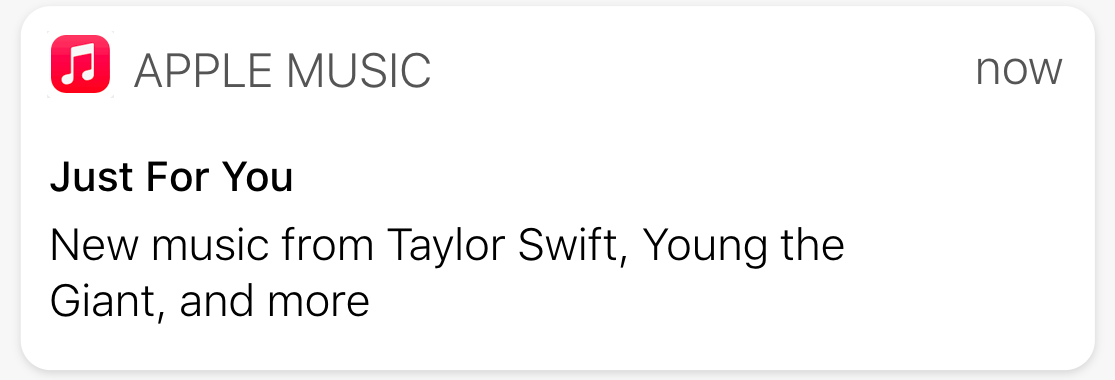 APPLE MUSIC now
Just For You
New music from Taylor Swift, Young the
Giant, and more